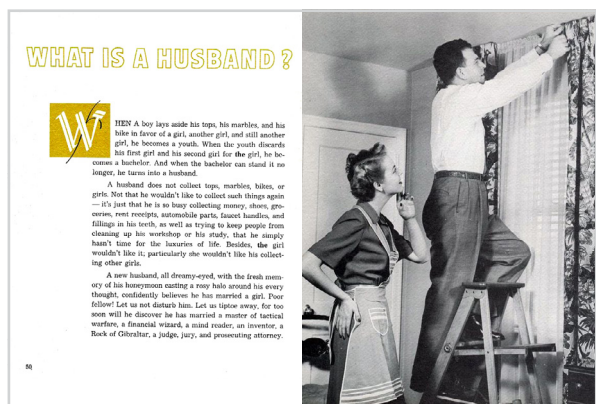 WHAT IS A HUSBAND?
WHEN A boy lays aside his tops, his marbles, and his
bike in favor of a girl, another girl, and still another
girl, he becomes a youth. When the youth discards
his first girl and his second girl for the girl, he be-
comes a bachelor. And when the bachelor can stand it no
longer, he turns into a husband.
A husband does not collect tops, marbles, bikes, or
girls. Not that he wouldn't like to collect such things again
— it's just that he is so busy collecting money, shoes, gro-
ceries, rent receipts, automobile parts, faucet handles, and
fillings in his teeth, as well as trying to keep people from
cleaning up his workshop or his study, that he simply
hasn't time for the luxuries of life. Besides, the girl
wouldn't like it; particularly she wouldn't like his collect-
ing other girls.
A new husband, all dreamy-eyed, with the fresh mem-
ory of his honeymoon casting a rosy halo around his every
thought, confidently believes he has married a girl. Poor
fellow! Let us not disturb him. Let us tiptoe away, for too
soon will he discover he has married a master of tactical
warfare, a financial wizard, a mind reader, an inventor, a
Rock of Gibraltar, a judge, jury, and prosecuting attorney.